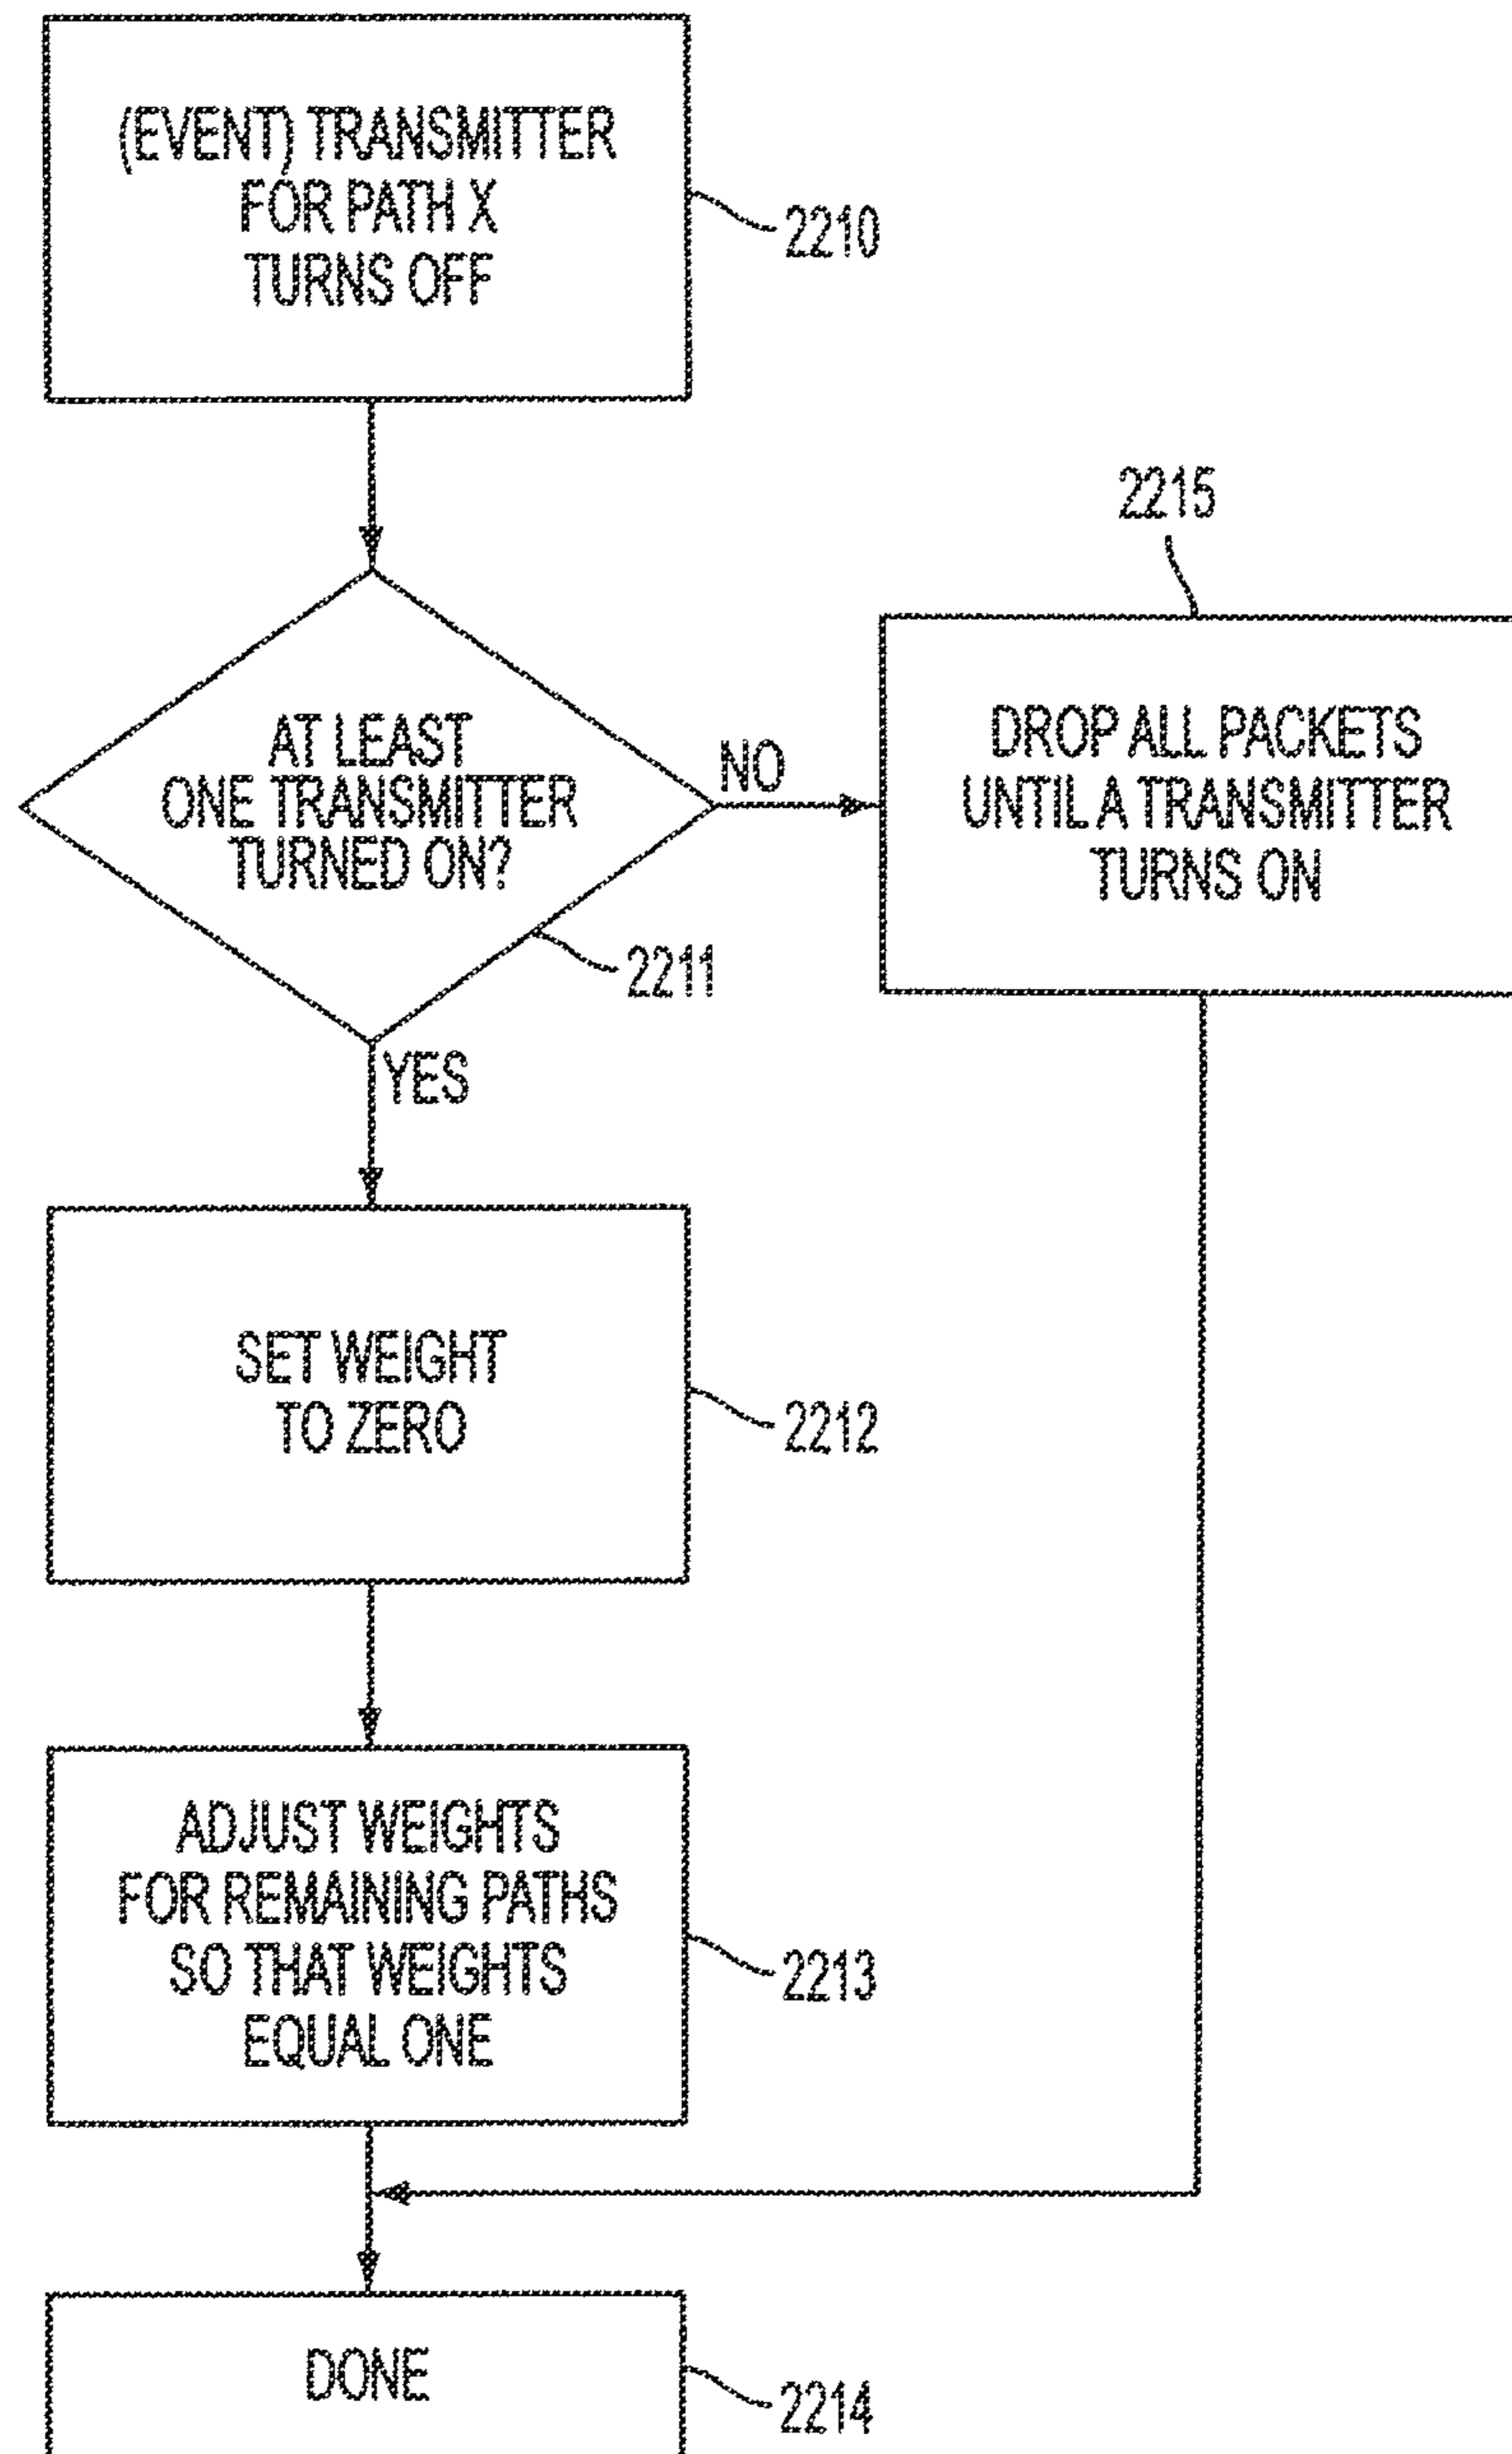 (EVENT) TRANSMITTER
FOR PATH X
TURNS OFF
2210
2215
AT LEAST
ONE TRANSMITTER
TURNED ON?
NO
DROP ALL PACKETS
UNTIL A TRANSMITTER
TURNS ON
2211
YES
SET WEIGHT
TO ZERO
2212
ADJUST WEIGHTS
FOR REMAINING PATHS
SO THAT WEIGHTS
EQUAL ONE
2213
DONE
2214